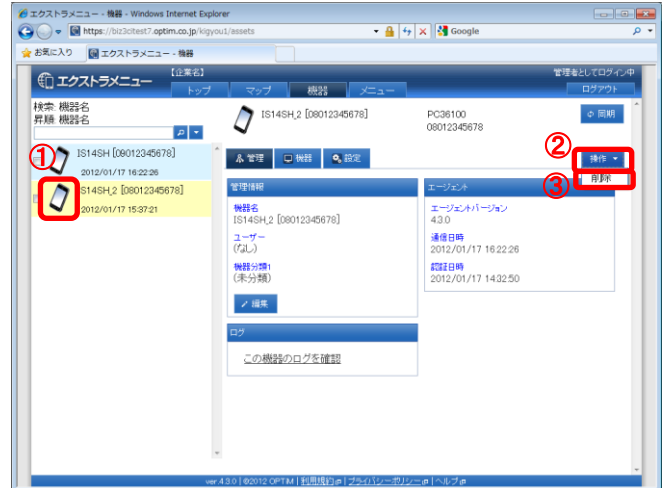 エクストラメニュー - 機器 - Windows Internet Explorer
https://biz3citest7.optim.co.jp/kigyou1/assets
Google
お気に入り
エクストラメニュー - 機器
エクストラメニュー
【企業名】
管理者としてログイン中
トップ
マップ
機器
メニュー
ログアウト
検索: 機器名
昇順: 機器名
IS14SH_2 [08012345678]
PC36100
08012345678
同期
①
IS14SH [08012345678]
2012/01/17 16:22:26
IS14SH_2 [08012345678]
2012/01/17 15:37:21
管理
機器
設定
②
操作
③
削除
管理情報
機器名
IS14SH_2 [08012345678]
ユーザー
(なし)
機器分類1
(未分類)
編集
エージェント
エージェントバージョン
4.3.0
通信日時
2012/01/17 16:22:26
認証日時
2012/01/17 14:32:50
ログ
この機器のログを確認
ver.4.3.0 | ©2012 OPTiM | 利用規約 | プライバシーポリシー | ヘルプ